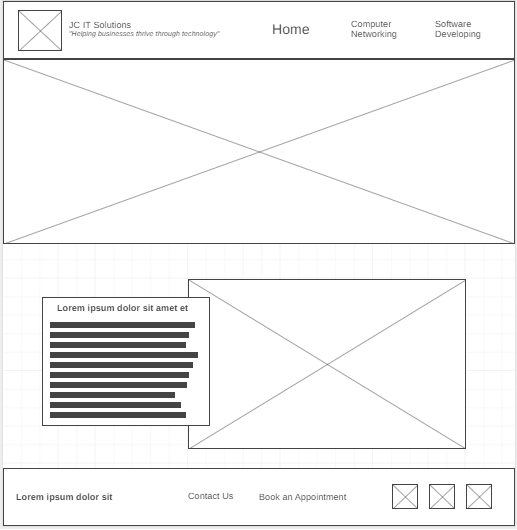 JC IT Solutions
"Helping businesses thrive through technology"
Home
Computer
Networking
Software
Developing
Lorem ipsum dolor sit amet et
Lorem ipsum dolor sit
Contact Us
Book an Appointment